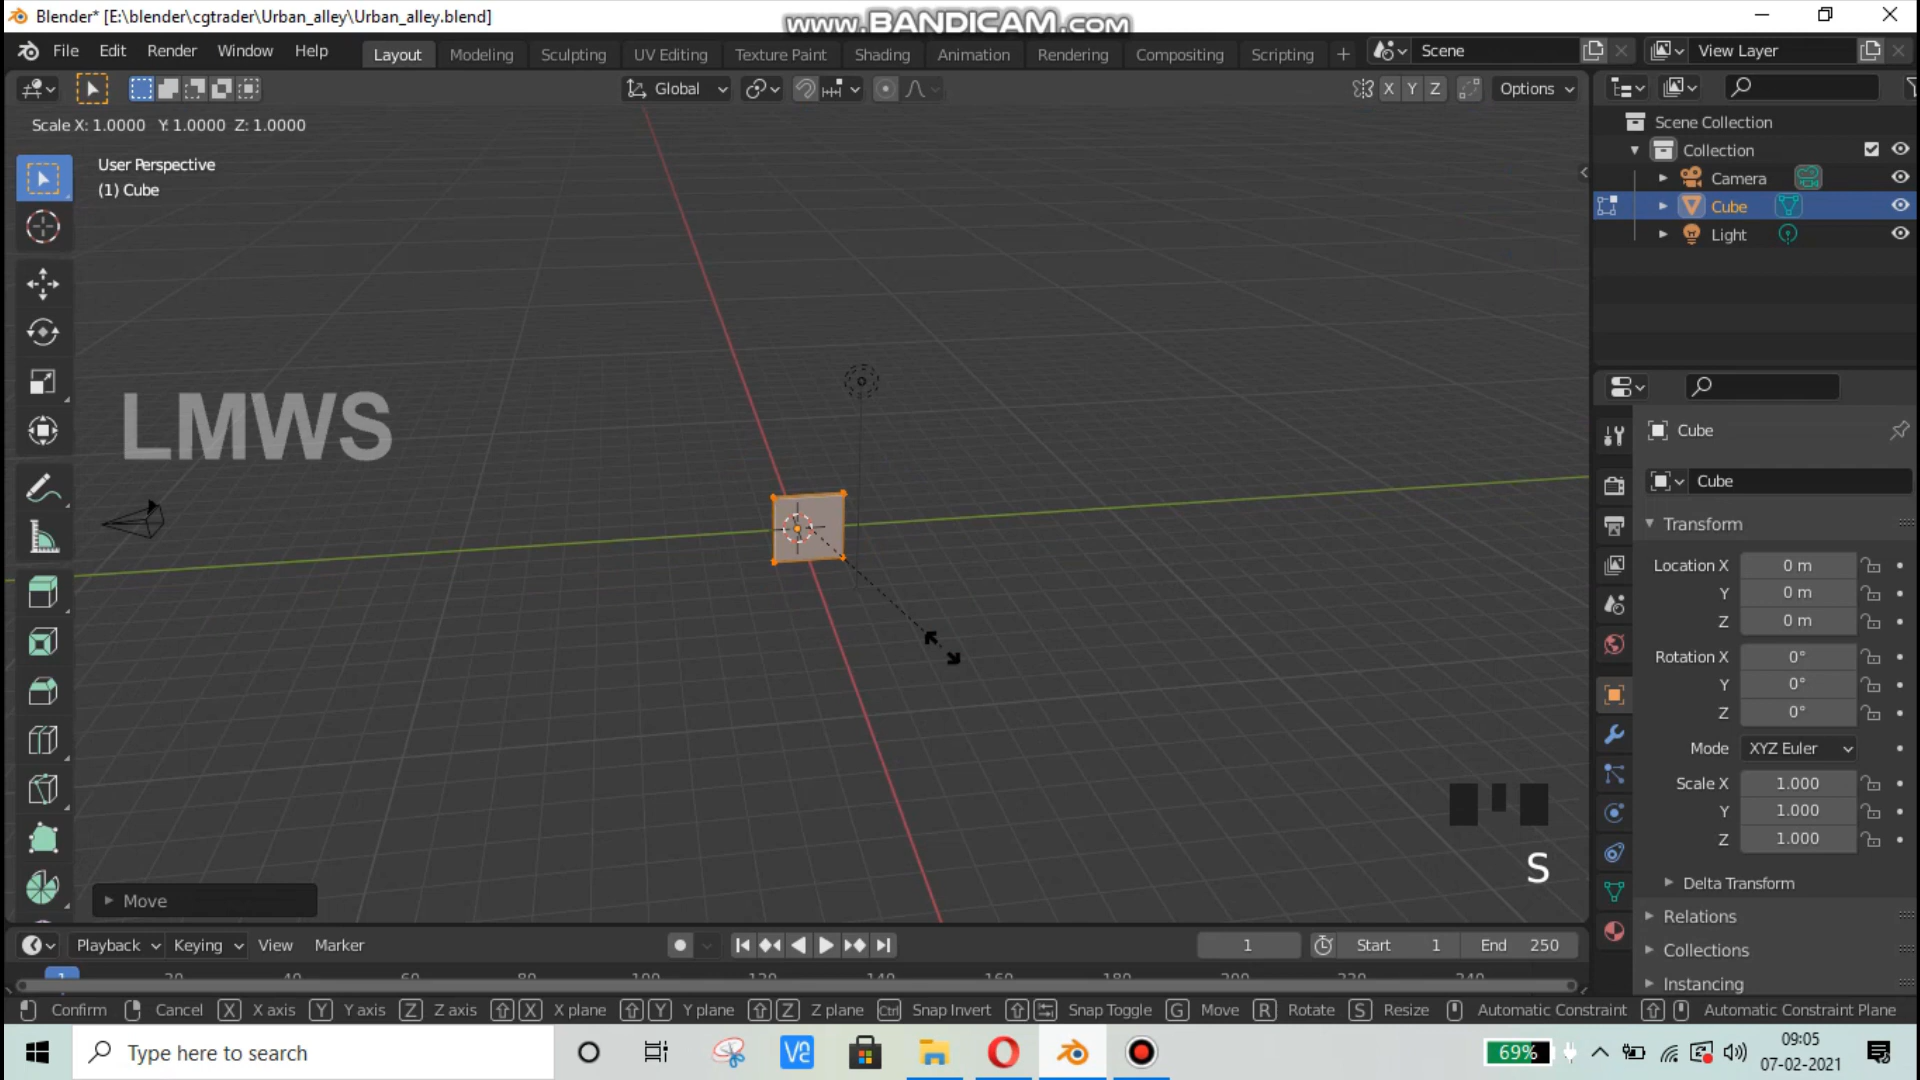 Blender* [E:\blender\cgtrader\Urban_alley\Urban_alley.blend]
www.BANDICAM.com
File Edit Render Window Help
Layout Modeling Sculpting UV Editing Texture Paint Shading Animation Rendering Compositing Scripting +
Scene
View Layer
Global
X Y Z
Options
Scale X: 1.0000 Y: 1.0000 Z: 1.0000
User Perspective
(1) Cube
Scene Collection
Collection
Camera
Cube
Light
LMWS
Cube
Cube
Transform
Location X 0 m
Y 0 m
Z 0 m
Rotation X 0°
Y 0°
Z 0°
Mode XYZ Euler
Scale X 1.000
Y 1.000
Z 1.000
Delta Transform
Relations
Collections
Instancing
S
Move
Playback Keying View Marker
1
Start 1
End 250
Confirm Cancel X X axis Y Y axis Z Z axis X X plane Y Y plane Z Z plane Ctrl Snap Invert Snap Toggle G Move R Rotate S Resize Automatic Constraint Automatic Constraint Plane
Type here to search
69%
09:05
07-02-2021